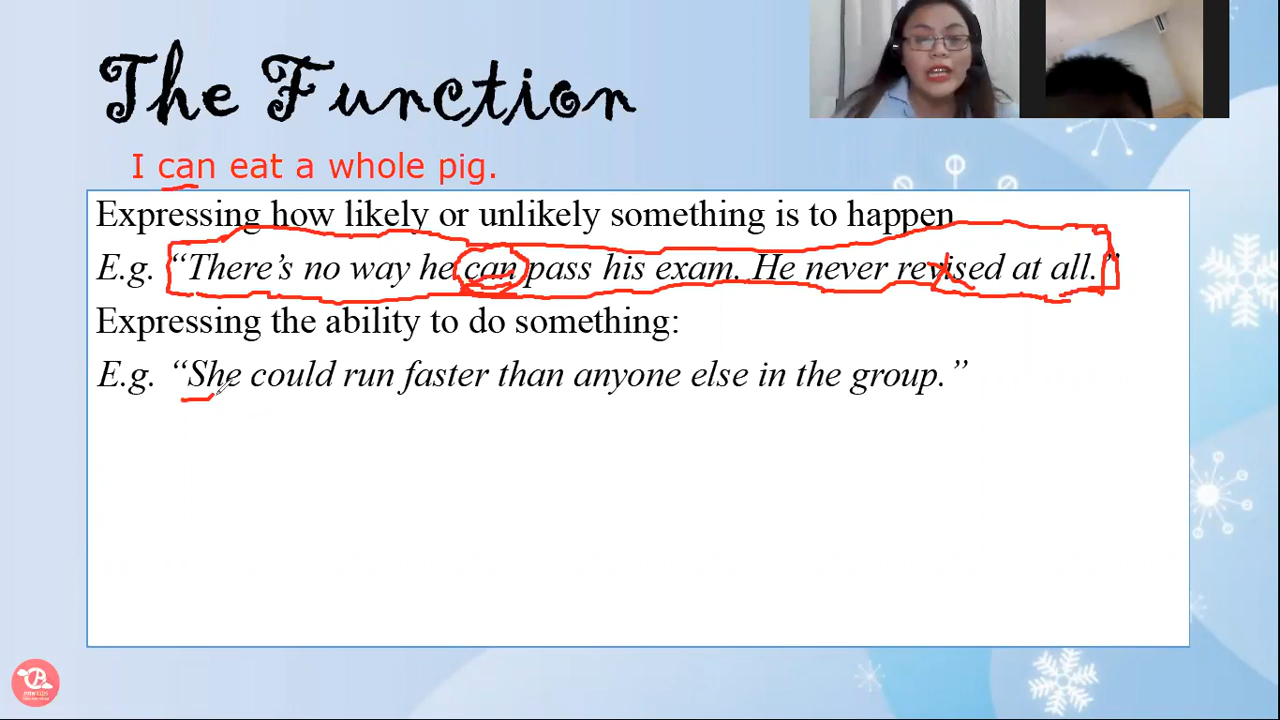 The Function
I can eat a whole pig.
Expressing how likely or unlikely something is to happen
E.g. “There’s no way he can pass his exam. He never revised at all.”
Expressing the ability to do something:
E.g. “She could run faster than anyone else in the group.”